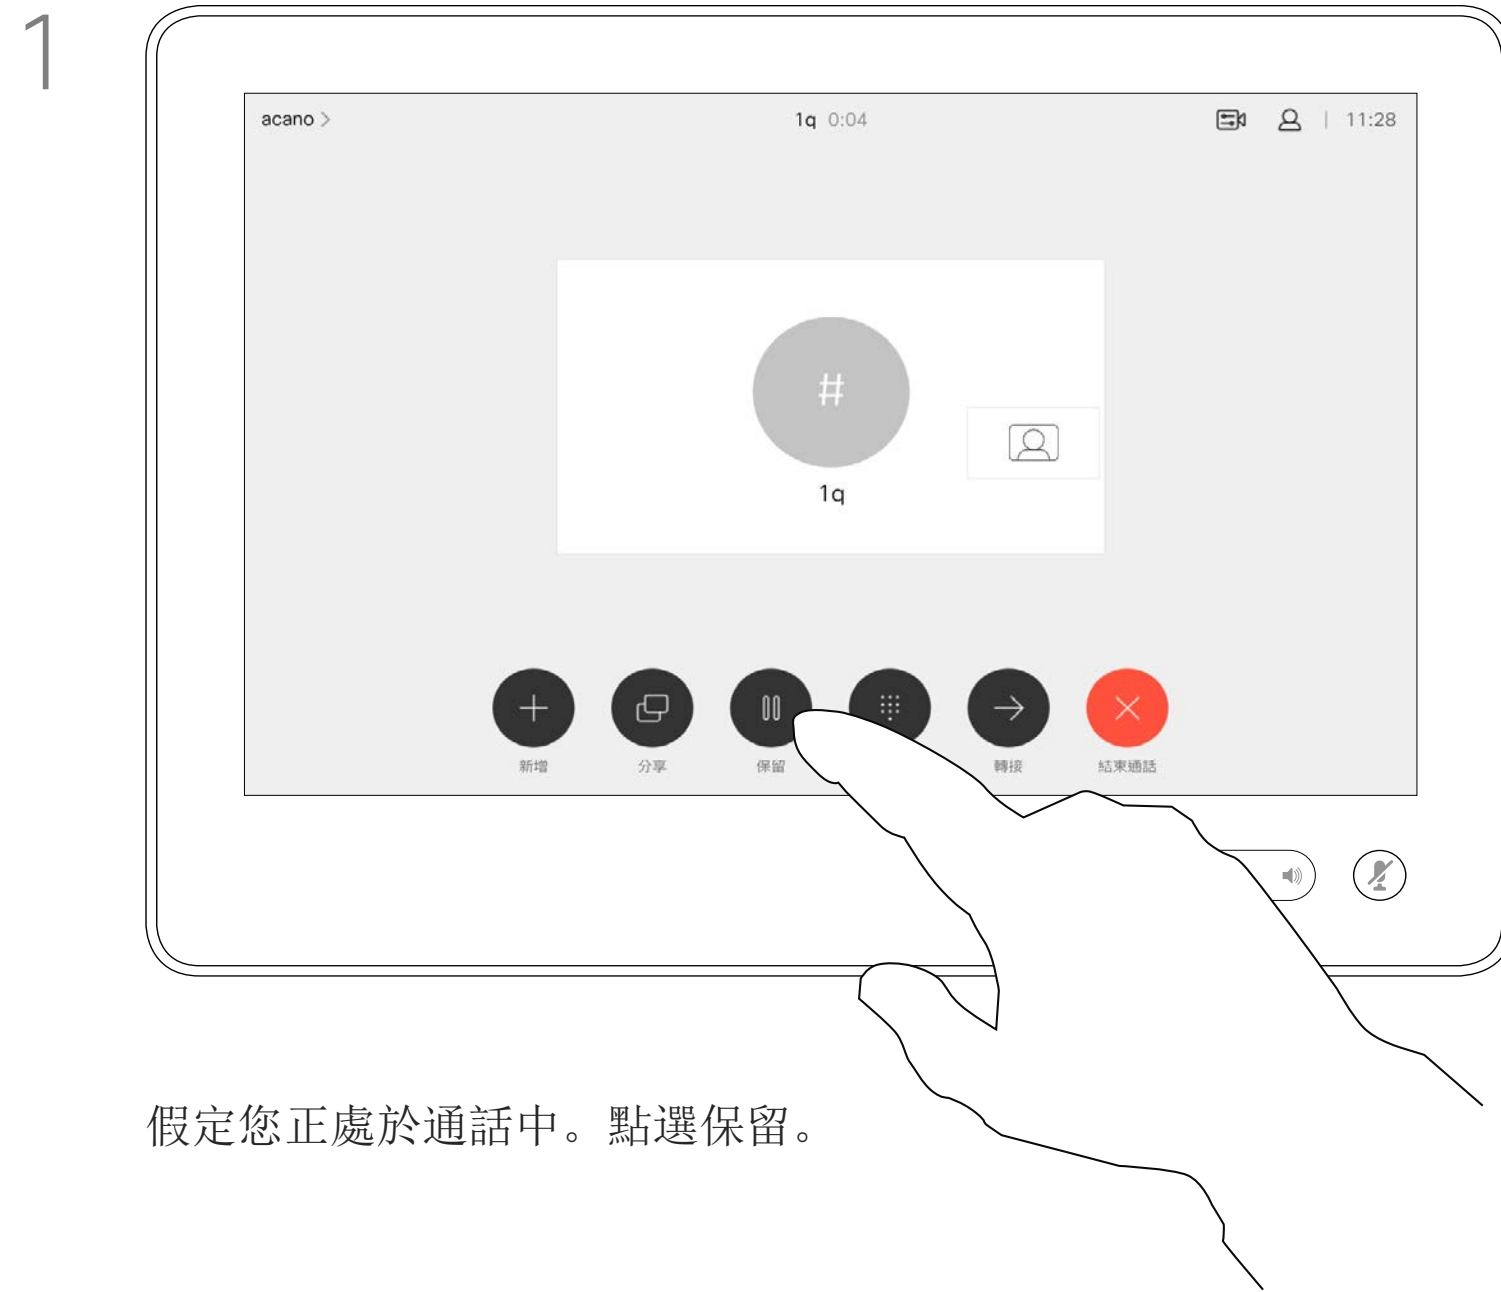 1
acano >
1q 0:04
| 11:28
#
1q
新增
分享
保留
轉接
結束通話
假定您正處於通話中。點選保留。